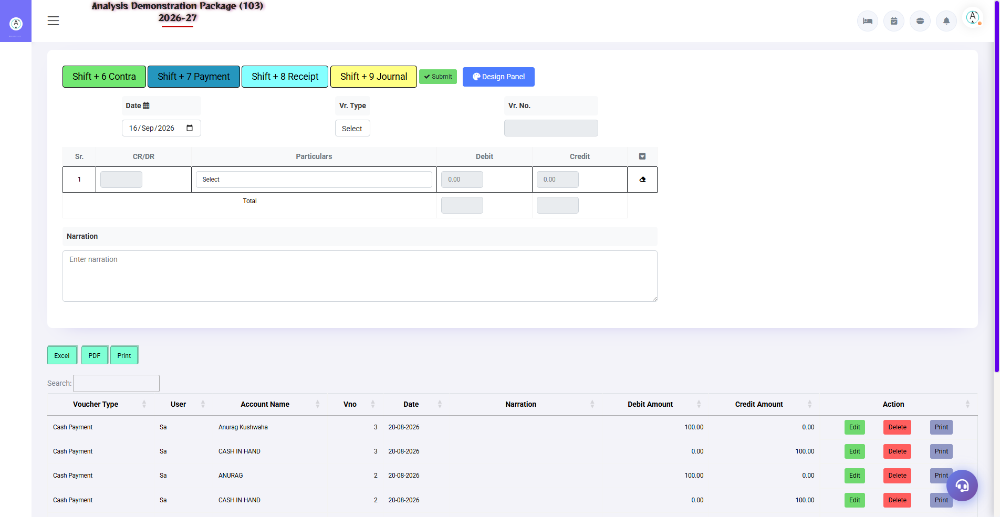 Analysis Demonstration Package (103)
2026-27
Shift + 6 Contra
Shift + 7 Payment
Shift + 8 Receipt
Shift + 9 Journal
Submit
Design Panel
Date
Vr. Type
Vr. No.
16/Sep/2026
Select
Sr.
CR/DR
Particulars
Debit
Credit
1
Select
0.00
0.00
Total
Narration
Enter narration
Excel
PDF
Print
Search:
Voucher Type User Account Name Vno Date Narration Debit Amount Credit Amount Action
Cash Payment Sa Anurag Kushwaha 3 20-08-2026 100.00 0.00 Edit Delete Print
Cash Payment Sa CASH IN HAND 3 20-08-2026 0.00 100.00 Edit Delete Print
Cash Payment Sa ANURAG 2 20-08-2026 100.00 0.00 Edit Delete Print
Cash Payment Sa CASH IN HAND 2 20-08-2026 0.00 100.00 Edit Delete Print